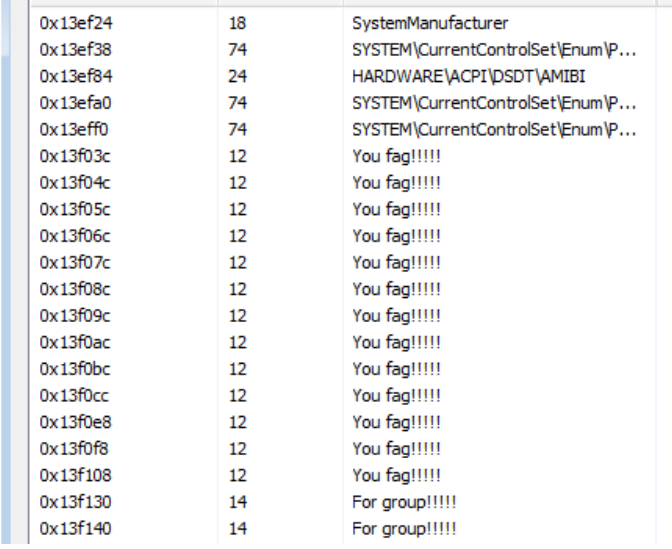 0x13ef24 18 SystemManufacturer
0x13ef38 74 SYSTEM\CurrentControlSet\Enum\P...
0x13ef84 24 HARDWARE\ACPI\DSDT\AMIBI
0x13efa0 74 SYSTEM\CurrentControlSet\Enum\P...
0x13eff0 74 SYSTEM\CurrentControlSet\Enum\P...
0x13f03c 12 You fag!!!!!
0x13f04c 12 You fag!!!!!
0x13f05c 12 You fag!!!!!
0x13f06c 12 You fag!!!!!
0x13f07c 12 You fag!!!!!
0x13f08c 12 You fag!!!!!
0x13f09c 12 You fag!!!!!
0x13f0ac 12 You fag!!!!!
0x13f0bc 12 You fag!!!!!
0x13f0cc 12 You fag!!!!!
0x13f0e8 12 You fag!!!!!
0x13f0f8 12 You fag!!!!!
0x13f108 12 You fag!!!!!
0x13f130 14 For group!!!!!
0x13f140 14 For group!!!!!